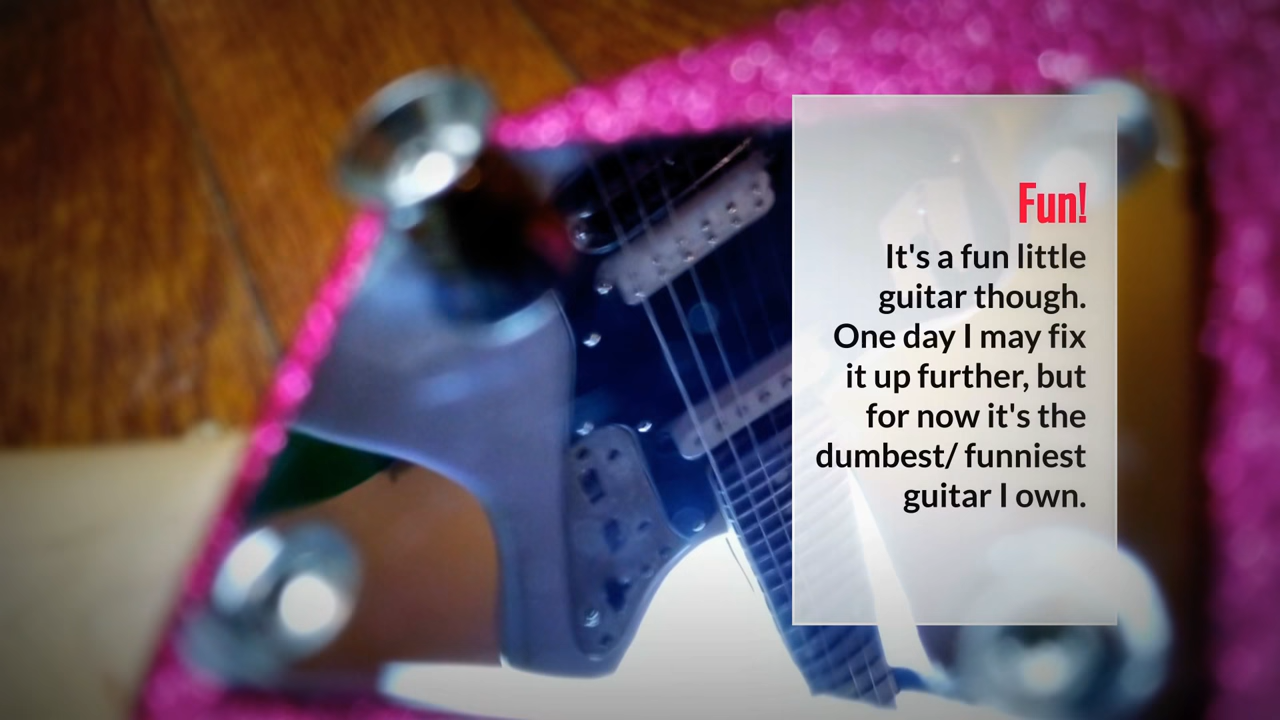 Fun!
It's a fun little
guitar though.
One day I may fix
it up further, but
for now it's the
dumbest/ funniest
guitar I own.